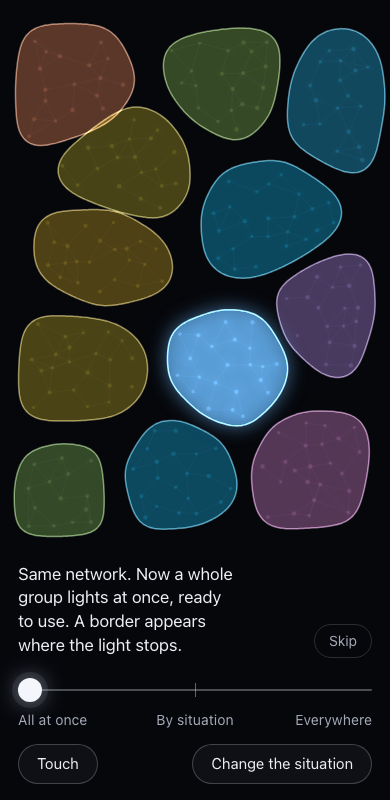 Same network. Now a whole
group lights at once, ready
to use. A border appears
where the light stops.
Skip
All at once
By situation
Everywhere
Touch
Change the situation